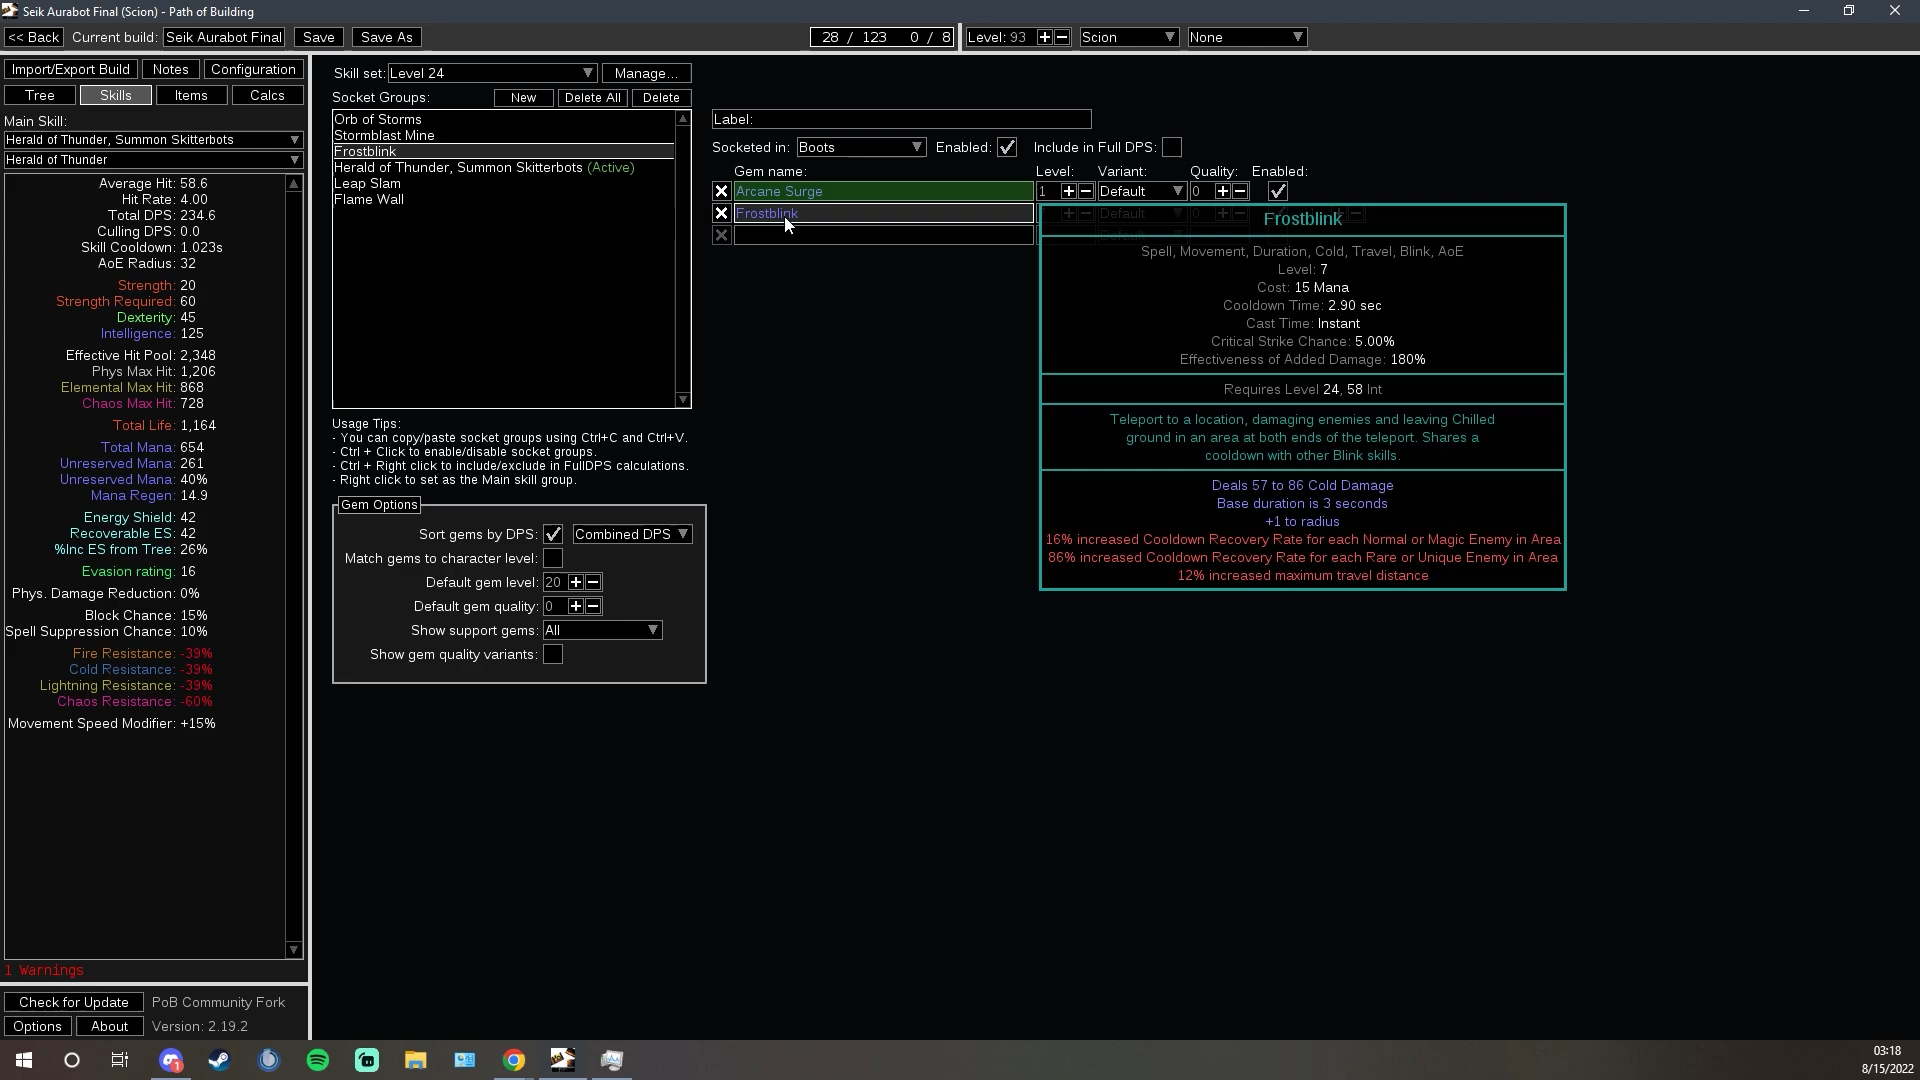 Seik Aurabot Final (Scion) - Path of Building
<< Back Current build: Seik Aurabot Final Save Save As 28 / 123 0 / 8 Level: 93 Scion None
Import/Export Build Notes Configuration
Tree Skills Items Calcs
Main Skill:
Herald of Thunder, Summon Skitterbots
Herald of Thunder
Average Hit: 58.6
Hit Rate: 4.00
Total DPS: 234.6
Culling DPS: 0.0
Skill Cooldown: 1.023s
AoE Radius: 32
Strength: 20
Strength Required: 60
Dexterity: 45
Intelligence: 125
Effective Hit Pool: 2,348
Phys Max Hit: 1,206
Elemental Max Hit: 868
Chaos Max Hit: 728
Total Life: 1,164
Total Mana: 654
Unreserved Mana: 261
Unreserved Mana: 40%
Mana Regen: 14.9
Energy Shield: 42
Recoverable ES: 42
%Inc ES from Tree: 26%
Evasion rating: 16
Phys. Damage Reduction: 0%
Block Chance: 15%
Spell Suppression Chance: 10%
Fire Resistance: -39%
Cold Resistance: -39%
Lightning Resistance: -39%
Chaos Resistance: -60%
Movement Speed Modifier: +15%
1 Warnings
Check for Update PoB Community Fork
Options About Version: 2.19.2
Skill set: Level 24 Manage...
Socket Groups: New Delete All Delete
Orb of Storms
Stormblast Mine
Frostblink
Herald of Thunder, Summon Skitterbots (Active)
Leap Slam
Flame Wall
Usage Tips:
- You can copy/paste socket groups using Ctrl+C and Ctrl+V.
- Ctrl + Click to enable/disable socket groups.
- Ctrl + Right click to include/exclude in FullDPS calculations.
- Right click to set as the Main skill group.
Gem Options
Sort gems by DPS: Combined DPS
Match gems to character level:
Default gem level: 20
Default gem quality: 0
Show support gems: All
Show gem quality variants:
Label:
Socketed in: Boots Enabled: Include in Full DPS:
Gem name: Level: Variant: Quality: Enabled:
Arcane Surge 1 Default 0
Frostblink Default 0
Default
Frostblink
Spell, Movement, Duration, Cold, Travel, Blink, AoE
Level: 7
Cost: 15 Mana
Cooldown Time: 2.90 sec
Cast Time: Instant
Critical Strike Chance: 5.00%
Effectiveness of Added Damage: 180%
Requires Level 24, 58 Int
Teleport to a location, damaging enemies and leaving Chilled
ground in an area at both ends of the teleport. Shares a
cooldown with other Blink skills.
Deals 57 to 86 Cold Damage
Base duration is 3 seconds
+1 to radius
16% increased Cooldown Recovery Rate for each Normal or Magic Enemy in Area
86% increased Cooldown Recovery Rate for each Rare or Unique Enemy in Area
12% increased maximum travel distance
03:18
8/15/2022